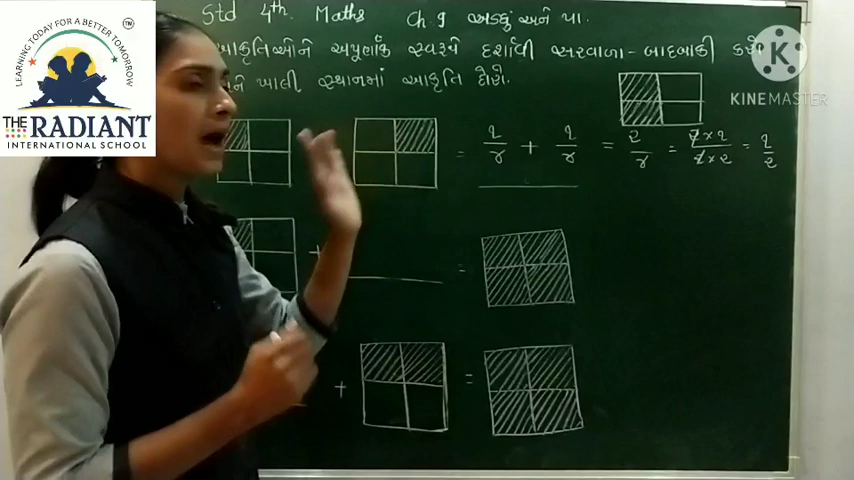 LEARNING TODAY FOR A BETTER TOMORROW
TM
THE RADIANT
INTERNATIONAL SCHOOL
K
KINEMASTER
Std 4th. Maths Ch. 9 અડધું અને પા.
આકૃતિઓને અપૂર્ણાંક સ્વરૂપે દર્શાવી સરવાળા - બાદબાકી કરો
ને ખાલી સ્થાનમાં આકૃતિ દોરો.
= ૧/૪ + ૧/૪ = ૨/૪ = ૨×૧/૨×૨ = ૧/૨
+ =
+ =